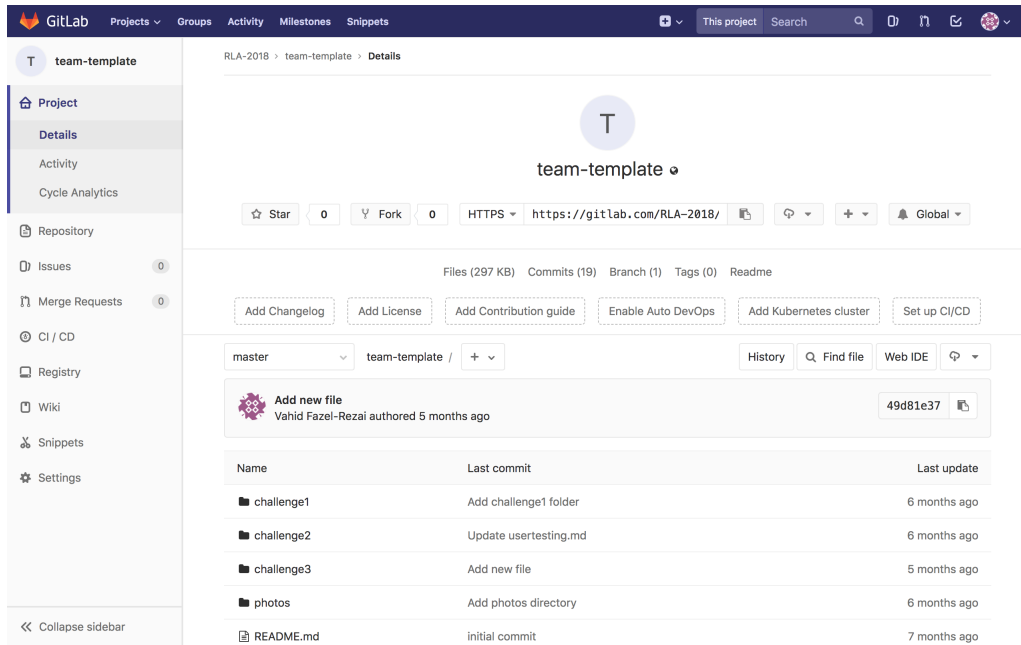 GitLab Projects Groups Activity Milestones Snippets This project Search
T team-template
Project
Details
Activity
Cycle Analytics
Repository
Issues 0
Merge Requests 0
CI / CD
Registry
Wiki
Snippets
Settings
Collapse sidebar
RLA-2018 > team-template > Details
T
team-template
Star 0 Fork 0 HTTPS https://gitlab.com/RLA-2018/ + Global
Files (297 KB) Commits (19) Branch (1) Tags (0) Readme
Add Changelog Add License Add Contribution guide Enable Auto DevOps Add Kubernetes cluster Set up CI/CD
master team-template / + History Find file Web IDE
Add new file
Vahid Fazel-Rezai authored 5 months ago 49d81e37
Name Last commit Last update
challenge1 Add challenge1 folder 6 months ago
challenge2 Update usertesting.md 6 months ago
challenge3 Add new file 5 months ago
photos Add photos directory 6 months ago
README.md initial commit 7 months ago